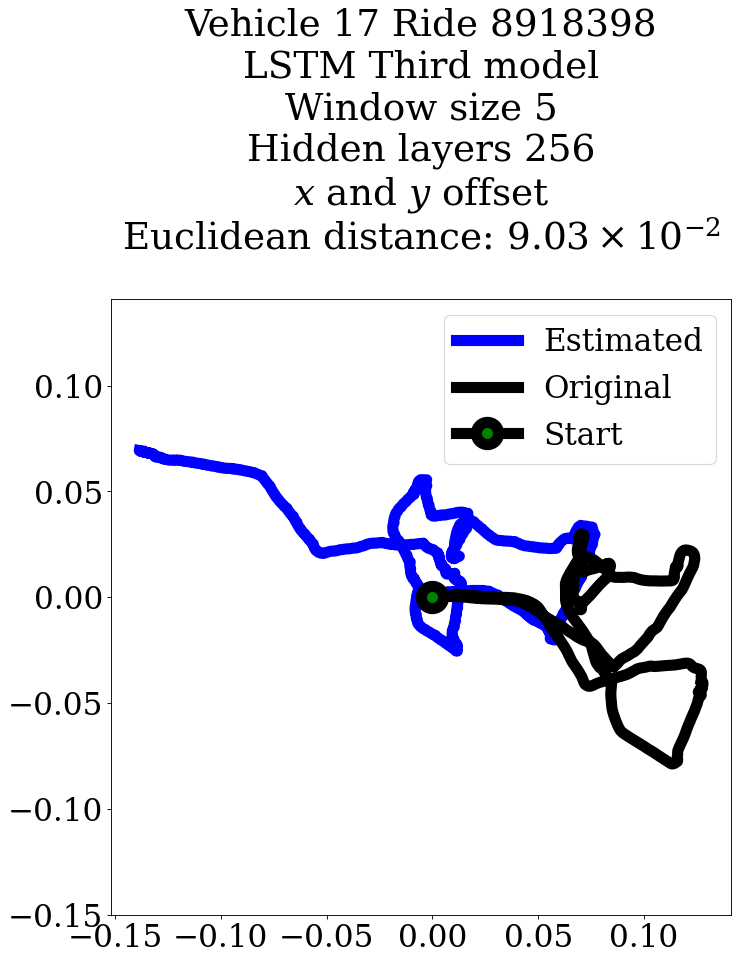 Vehicle 17 Ride 8918398
LSTM Third model
Window size 5
Hidden layers 256
x and y offset
Euclidean distance: 9.03 × 10⁻²
Estimated
Original
Start
0.10
0.05
0.00
−0.05
−0.10
−0.15
−0.15 −0.10 −0.05 0.00 0.05 0.10